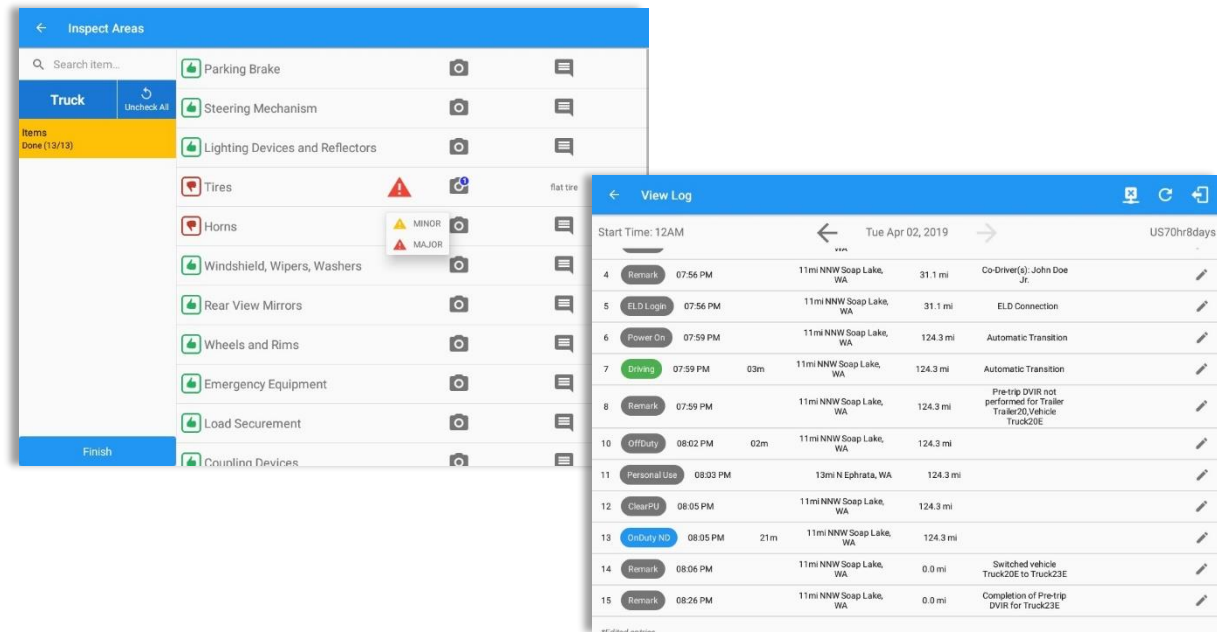 Inspect Areas
Search item...
Truck
Uncheck All
Items
Done (13/13)
Parking Brake
Steering Mechanism
Lighting Devices and Reflectors
Tires
1
flat tire
Horns
MINOR
MAJOR
Windshield, Wipers, Washers
Rear View Mirrors
Wheels and Rims
Emergency Equipment
Load Securement
Coupling Devices
Finish
View Log
Start Time: 12AM
Tue Apr 02, 2019
US70hr8days
WA
4 Remark 07:56 PM 11mi NNW Soap Lake, 31.1 mi Co-Driver(s): John Doe
WA Jr.
5 ELD Login 07:56 PM 11mi NNW Soap Lake, 31.1 mi ELD Connection
WA
6 Power On 07:59 PM 11mi NNW Soap Lake, 124.3 mi Automatic Transition
WA
7 Driving 07:59 PM 03m 11mi NNW Soap Lake, 124.3 mi Automatic Transition
WA
8 Remark 07:59 PM 11mi NNW Soap Lake, 124.3 mi Pre-trip DVIR not
WA performed for Trailer
Trailer20,Vehicle
Truck20E
10 OffDuty 08:02 PM 02m 11mi NNW Soap Lake, 124.3 mi
WA
11 Personal Use 08:03 PM 13mi N Ephrata, WA 124.3 mi
12 ClearPU 08:05 PM 11mi NNW Soap Lake, 124.3 mi
WA
13 OnDuty ND 08:05 PM 21m 11mi NNW Soap Lake, 124.3 mi
WA
14 Remark 08:06 PM 11mi NNW Soap Lake, 0.0 mi Switched vehicle
WA Truck20E to Truck23E
15 Remark 08:26 PM 11mi NNW Soap Lake, 0.0 mi Completion of Pre-trip
WA DVIR for Truck23E
*Edited entries